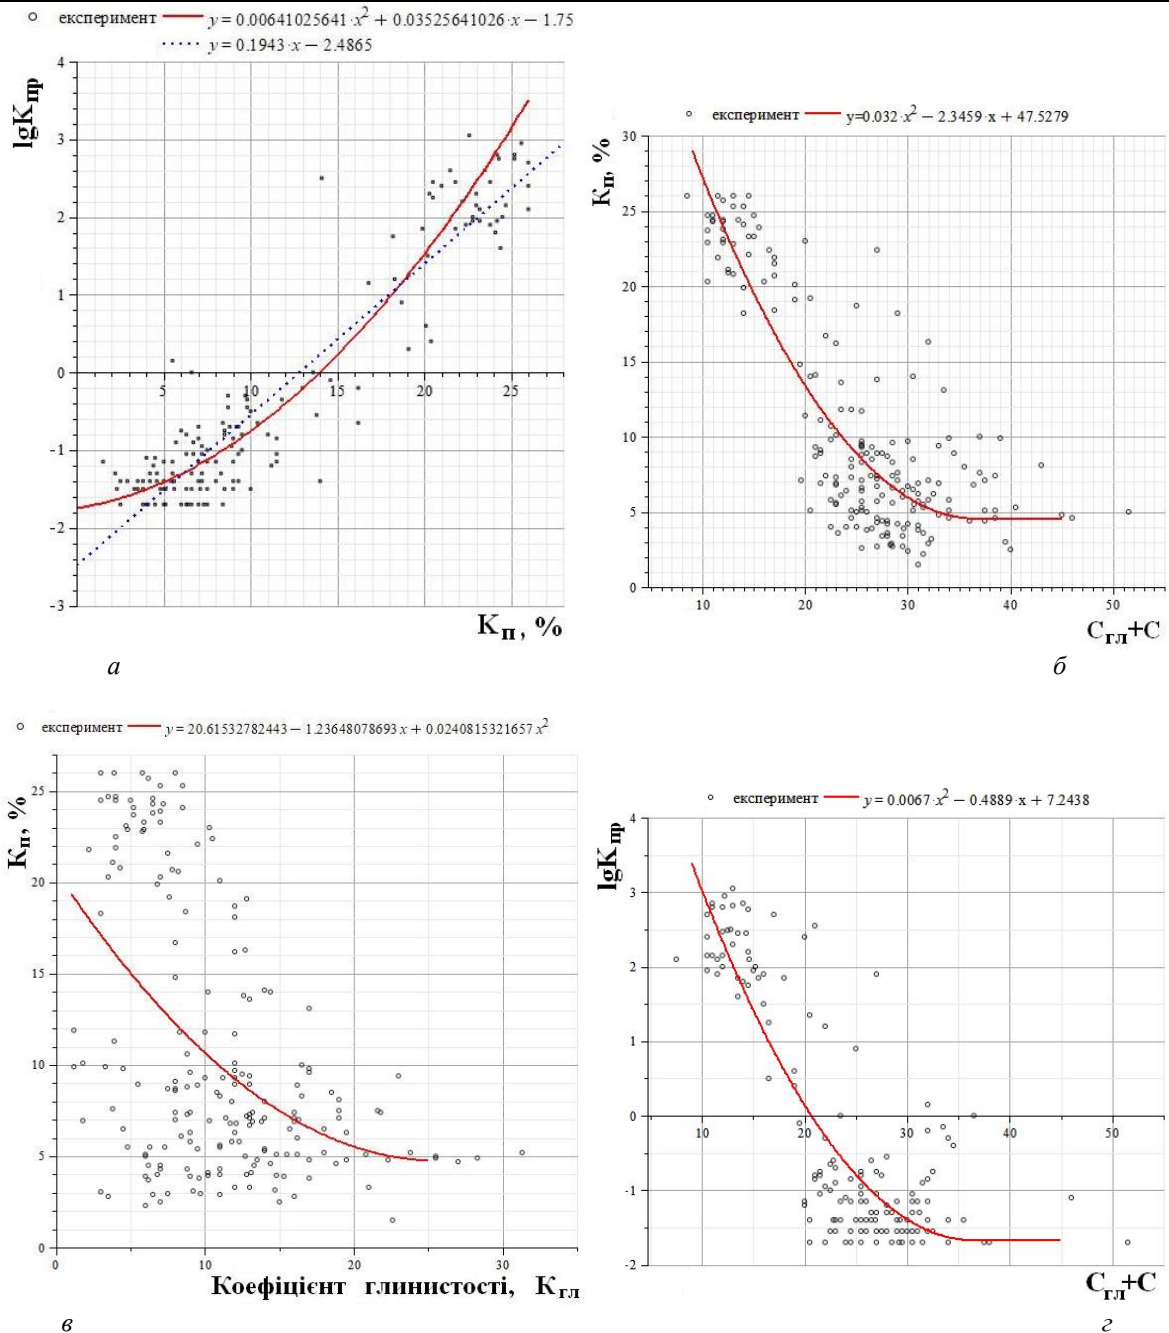 експеримент y = 0.00641025641·x² + 0.03525641026·x − 1.75
y = 0.1943·x − 2.4865
lgKпр
4
3
2
1
0
-1
-2
-3
5 10 15 20 25
Kп, %
а
експеримент y=0.032·x² − 2.3459·x + 47.5279
Kп, %
30
25
20
15
10
5
0
10 20 30 40 50
Cгл+C
б
експеримент y = 20.61532782443 − 1.23648078693 x + 0.0240815321657 x²
Kп, %
25
20
15
10
5
0
0 10 20 30
Коефіцієнт глинистості, Kгл
в
експеримент y = 0.0067·x² − 0.4889·x + 7.2438
lgKпр
4
3
2
1
0
-1
-2
10 20 30 40 50
Cгл+C
г